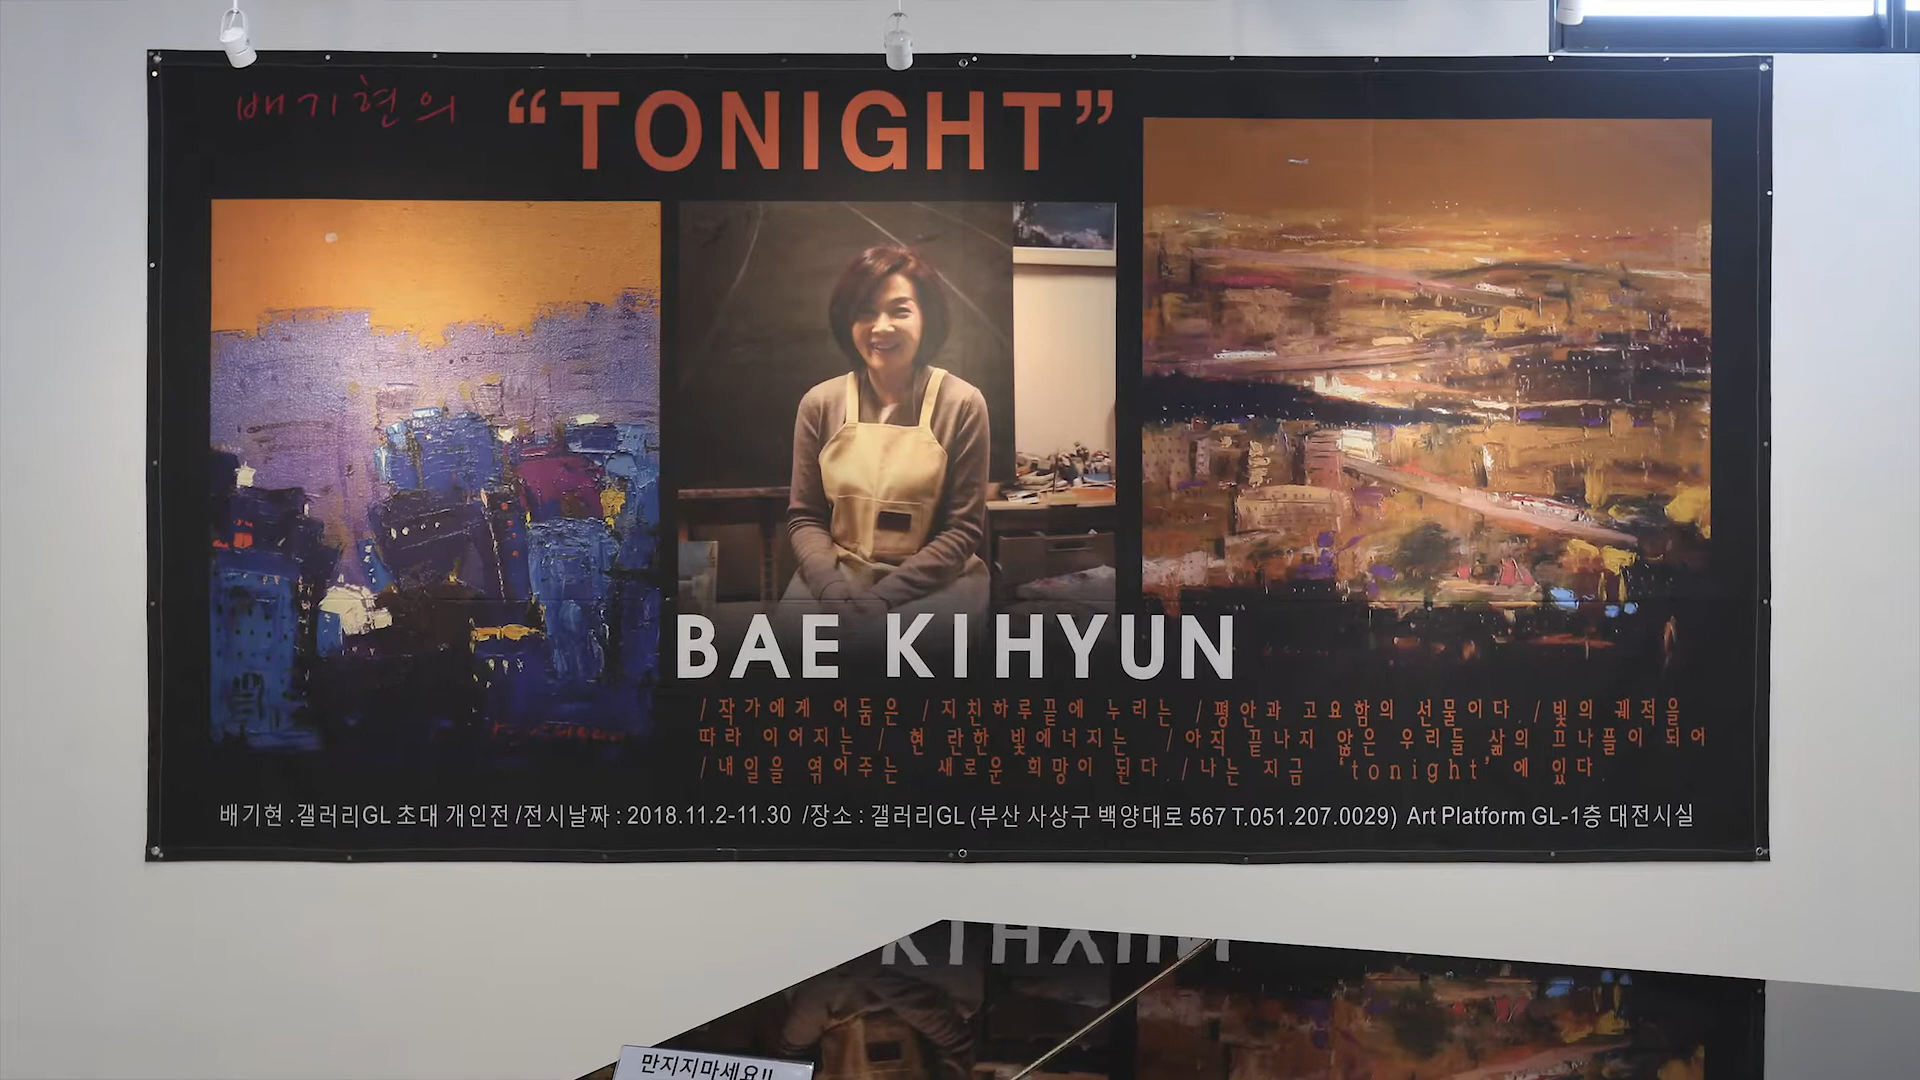 배기현의 “TONIGHT”
BAE KIHYUN
/작가에게 어둠은 /지친하루끝에 누리는 /평안과 고요함의 선물이다./빛의 궤적을
따라 이어지는/ 현 란한 빛에너지는 /아직 끝나지 않은 우리들 삶의 끄나플이 되어
/내일을 엮어주는 새로운 희망이 된다./나는 지금 ‘tonight’에 있다.
배기현.갤러리GL 초대 개인전 /전시날짜 : 2018.11.2-11.30 /장소 : 갤러리GL (부산 사상구 백양대로 567 T.051.207.0029) Art Platform GL-1층 대전시실
만지지마세요!!